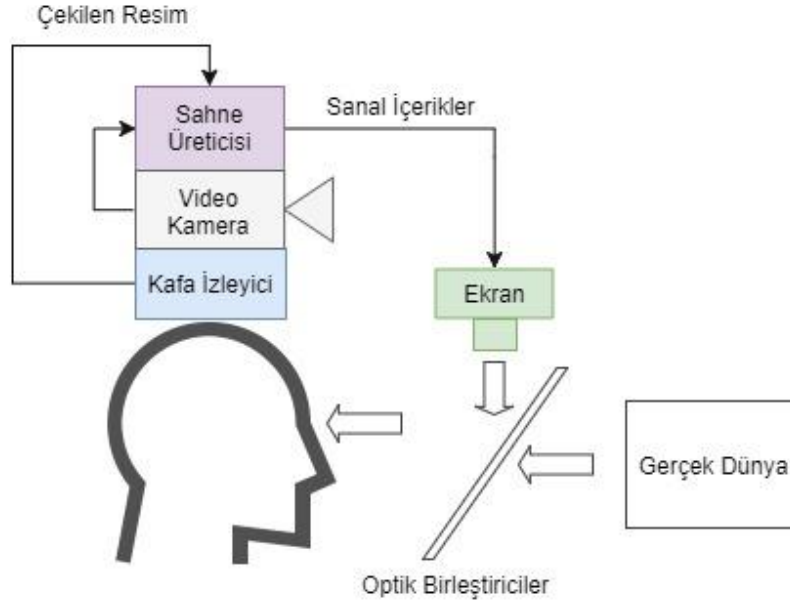 Çekilen Resim
Sahne
Üreticisi
Sanal İçerikler
Video
Kamera
Kafa İzleyici
Ekran
Gerçek Dünya
Optik Birleştiriciler